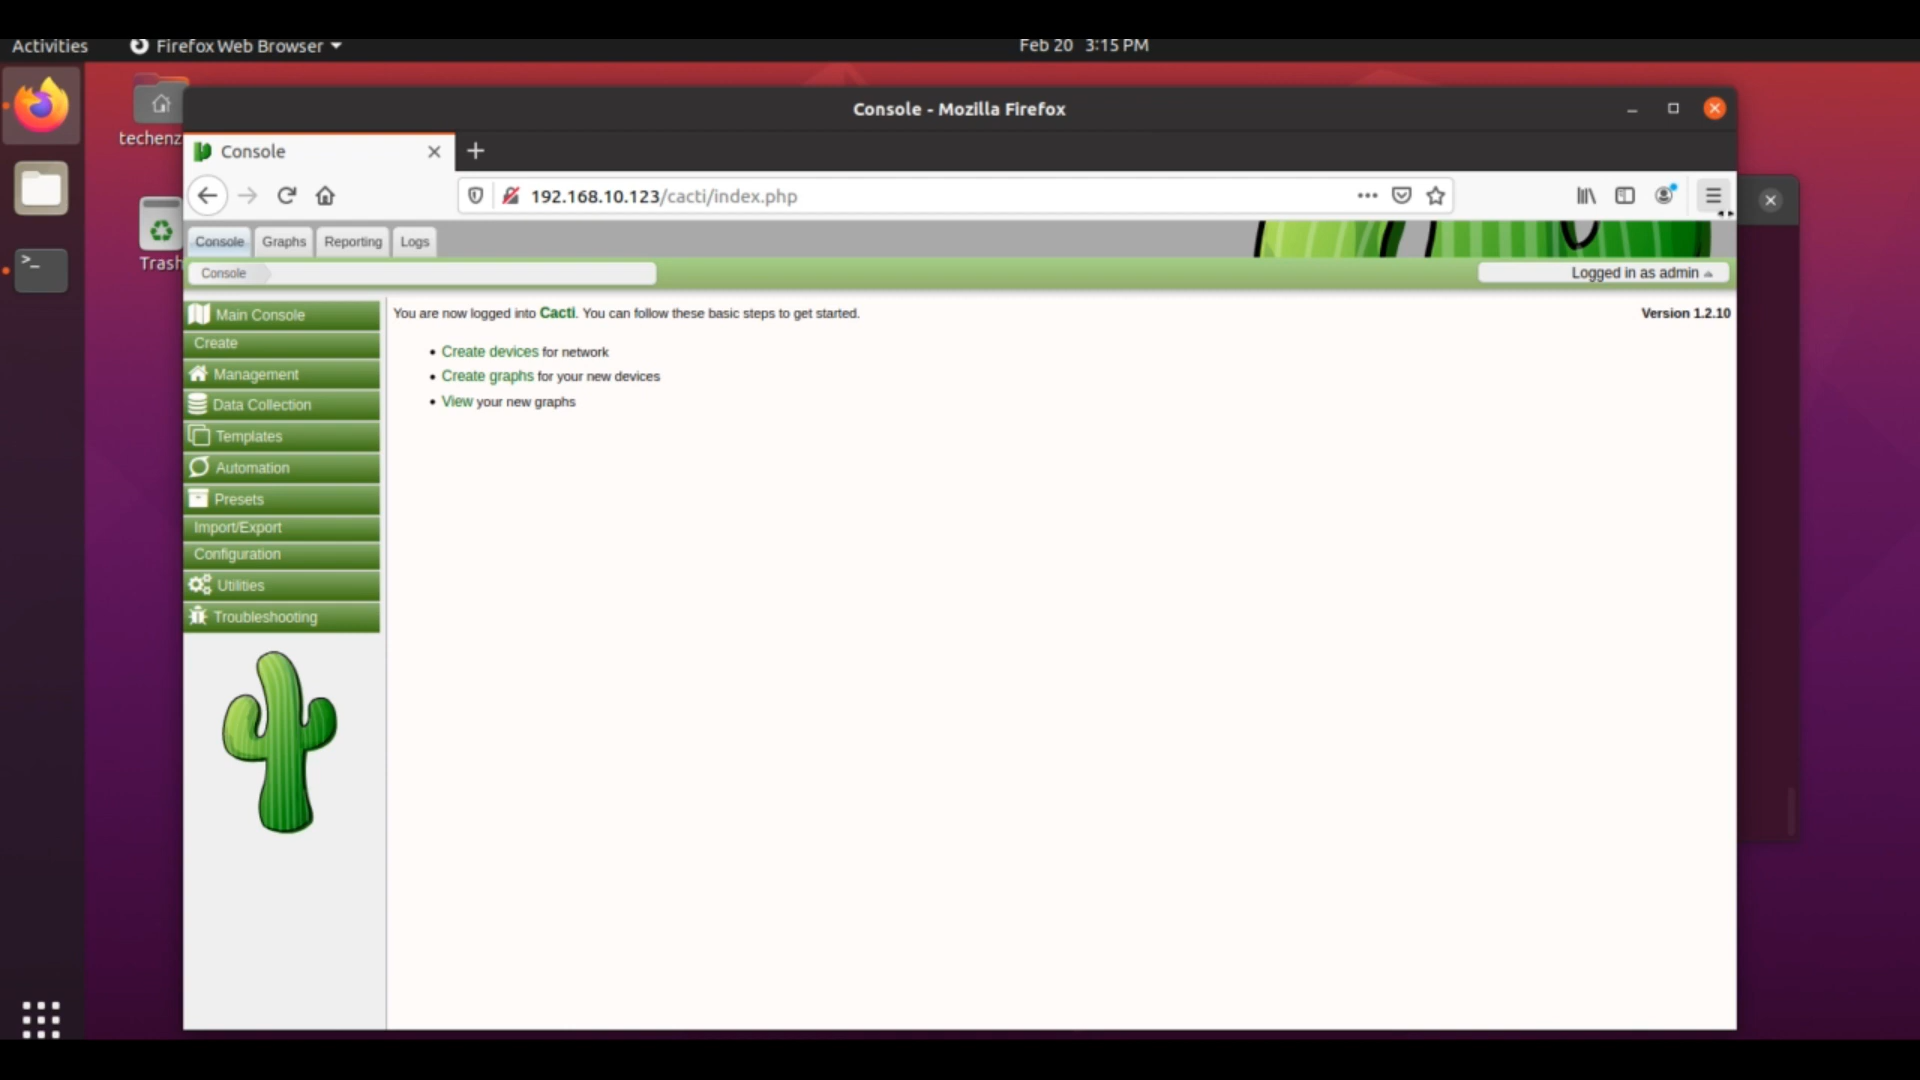 Activities
Firefox Web Browser
Feb 20 3:15 PM
Console - Mozilla Firefox
techenz
Console
192.168.10.123/cacti/index.php
Trash
Console
Graphs
Reporting
Logs
Console
Logged in as admin
Main Console
Create
Management
Data Collection
Templates
Automation
Presets
Import/Export
Configuration
Utilities
Troubleshooting
You are now logged into Cacti. You can follow these basic steps to get started.
Version 1.2.10
• Create devices for network
• Create graphs for your new devices
• View your new graphs